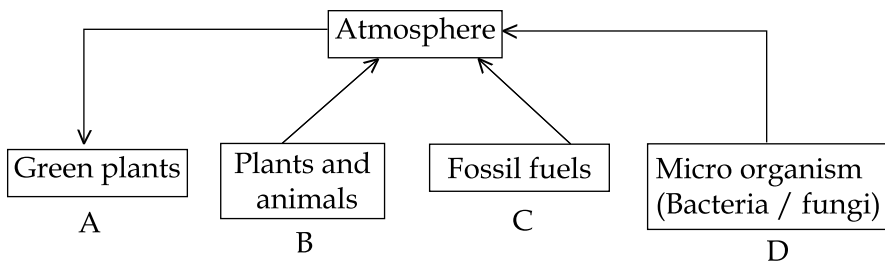 Atmosphere
Green plants
Plants and
animals
Fossil fuels
Micro organism
(Bacteria / fungi)
A
B
C
D